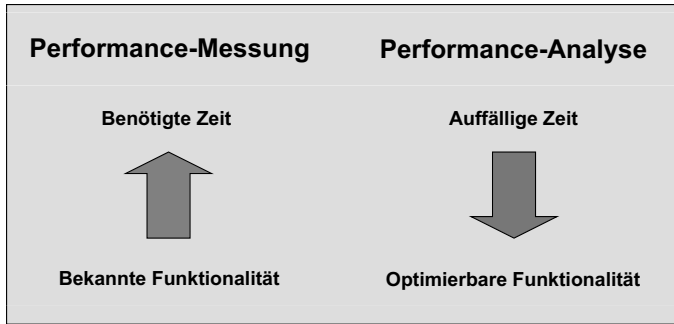 Performance-Messung
Performance-Analyse
Benötigte Zeit
Auffällige Zeit
Bekannte Funktionalität
Optimierbare Funktionalität